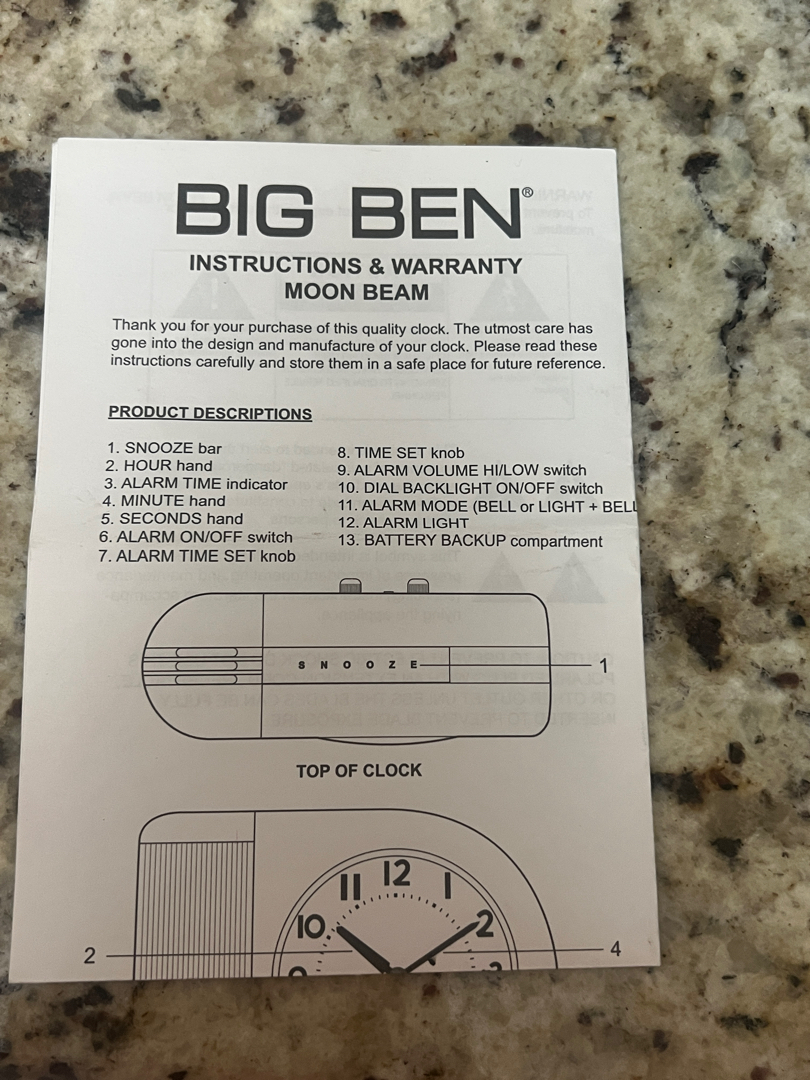 BIG BEN®
INSTRUCTIONS & WARRANTY
MOON BEAM
Thank you for your purchase of this quality clock. The utmost care has
gone into the design and manufacture of your clock. Please read these
instructions carefully and store them in a safe place for future reference.
PRODUCT DESCRIPTIONS
1. SNOOZE bar
2. HOUR hand
3. ALARM TIME indicator
4. MINUTE hand
5. SECONDS hand
6. ALARM ON/OFF switch
7. ALARM TIME SET knob
8. TIME SET knob
9. ALARM VOLUME HI/LOW switch
10. DIAL BACKLIGHT ON/OFF switch
11. ALARM MODE (BELL or LIGHT + BELL
12. ALARM LIGHT
13. BATTERY BACKUP compartment
SNOOZE
1
TOP OF CLOCK
11 12 1
10 2
2 4